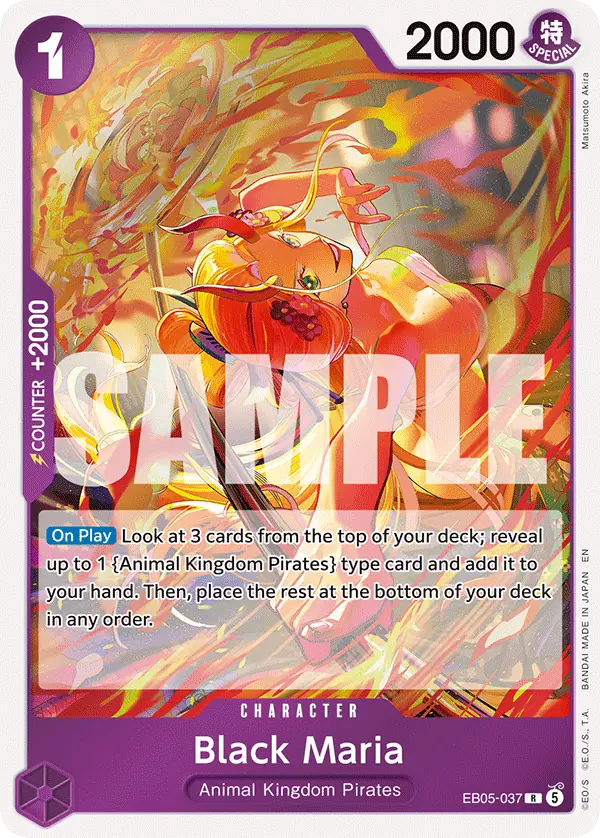 1
2000
特
SPECIAL
Matsumoto Akira
COUNTER +2000
SAMPLE
On Play Look at 3 cards from the top of your deck; reveal
up to 1 {Animal Kingdom Pirates} type card and add it to
your hand. Then, place the rest at the bottom of your deck
in any order.
CHARACTER
Black Maria
Animal Kingdom Pirates
EB05-037 R 5
©E.O/S ©E.O./S., T.A. BANDAI MADE IN JAPAN EN